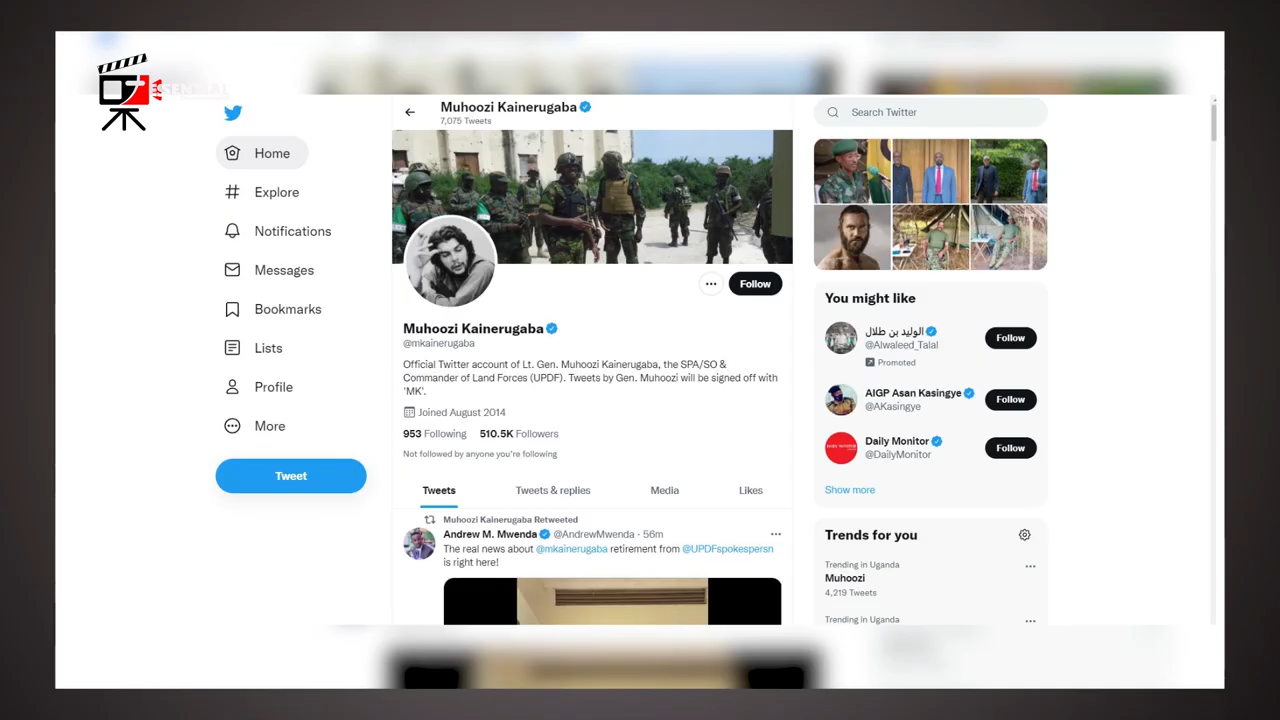 Muhoozi Kainerugaba
7,075 Tweets
Search Twitter
Home
Explore
Notifications
Messages
Bookmarks
Lists
Profile
More
Tweet
Follow
Muhoozi Kainerugaba
@mkainerugaba
Official Twitter account of Lt. Gen. Muhoozi Kainerugaba, the SPA/SO &
Commander of Land Forces (UPDF). Tweets by Gen. Muhoozi will be signed off with
'MK'.
Joined August 2014
953 Following 510.5K Followers
Not followed by anyone you're following
Tweets Tweets & replies Media Likes
Muhoozi Kainerugaba Retweeted
Andrew M. Mwenda @AndrewMwenda · 56m
The real news about @mkainerugaba retirement from @UPDFspokespersn
is right here!
You might like
الوليد بن طلال
@Alwaleed_Talal
Follow
Promoted
AIGP Asan Kasingye
@AKasingye
Follow
Daily Monitor
@DailyMonitor
Follow
Show more
Trends for you
Trending in Uganda
Muhoozi
4,219 Tweets
Trending in Uganda